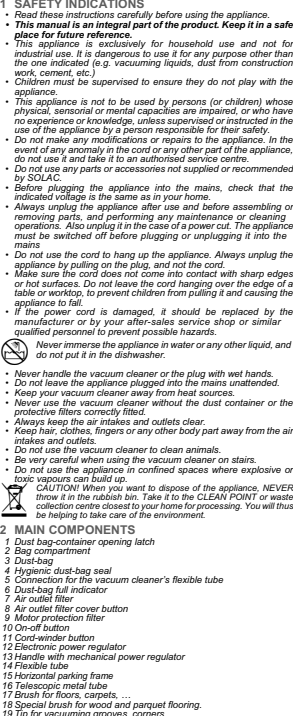 1 SAFETY INDICATIONS
• Read these instructions carefully before using the appliance.
• This manual is an integral part of the product. Keep it in a safe
place for future reference.
• This appliance is exclusively for household use and not for
industrial use. It is dangerous to use it for any purpose other than
the one indicated (e.g. vacuuming liquids, dust from construction
work, cement, etc.)
• Children must be supervised to ensure they do not play with the
appliance.
• This appliance is not to be used by persons (or children) whose
physical, sensorial or mental capacities are impaired, or who have
no experience or knowledge, unless supervised or instructed in the
use of the appliance by a person responsible for their safety.
• Do not make any modifications or repairs to the appliance. In the
event of any anomaly in the cord or any other part of the appliance,
do not use it and take it to an authorised service centre.
• Do not use any parts or accessories not supplied or recommended
by SOLAC.
• Before plugging the appliance into the mains, check that the
indicated voltage is the same as in your home.
• Always unplug the appliance after use and before assembling or
removing parts, and performing any maintenance or cleaning
operations. Also unplug it in the case of a power cut. The appliance
must be switched off before plugging or unplugging it into the
mains
• Do not use the cord to hang up the appliance. Always unplug the
appliance by pulling on the plug, and not the cord.
• Make sure the cord does not come into contact with sharp edges
or hot surfaces. Do not leave the cord hanging over the edge of a
table or worktop, to prevent children from pulling it and causing the
appliance to fall.
• If the power cord is damaged, it should be replaced by the
manufacturer or by your after-sales service shop or similar
qualified personnel to prevent possible hazards.
Never immerse the appliance in water or any other liquid, and
do not put it in the dishwasher.
• Never handle the vacuum cleaner or the plug with wet hands.
• Do not leave the appliance plugged into the mains unattended.
• Keep your vacuum cleaner away from heat sources.
• Never use the vacuum cleaner without the dust container or the
protective filters correctly fitted.
• Always keep the air intakes and outlets clear.
• Keep hair, clothes, fingers or any other body part away from the air
intakes and outlets.
• Do not use the vacuum cleaner to clean animals.
• Be very careful when using the vacuum cleaner on stairs.
• Do not use the appliance in confined spaces where explosive or
toxic vapours can build up.
CAUTION! When you want to dispose of the appliance, NEVER
throw it in the rubbish bin. Take it to the CLEAN POINT or waste
collection centre closest to your home for processing. You will thus
be helping to take care of the environment.
2 MAIN COMPONENTS
1 Dust bag-container opening latch
2 Bag compartment
3 Dust-bag
4 Hygienic dust-bag seal
5 Connection for the vacuum cleaner's flexible tube
6 Dust-bag full indicator
7 Air outlet filter
8 Air outlet filter cover button
9 Motor protection filter
10 On-off button
11 Cord-winder button
12 Electronic power regulator
13 Handle with mechanical power regulator
14 Flexible tube
15 Horizontal parking frame
16 Telescopic metal tube
17 Brush for floors, carpets, …
18 Special brush for wood and parquet flooring.
19 Tip for vacuuming grooves, corners